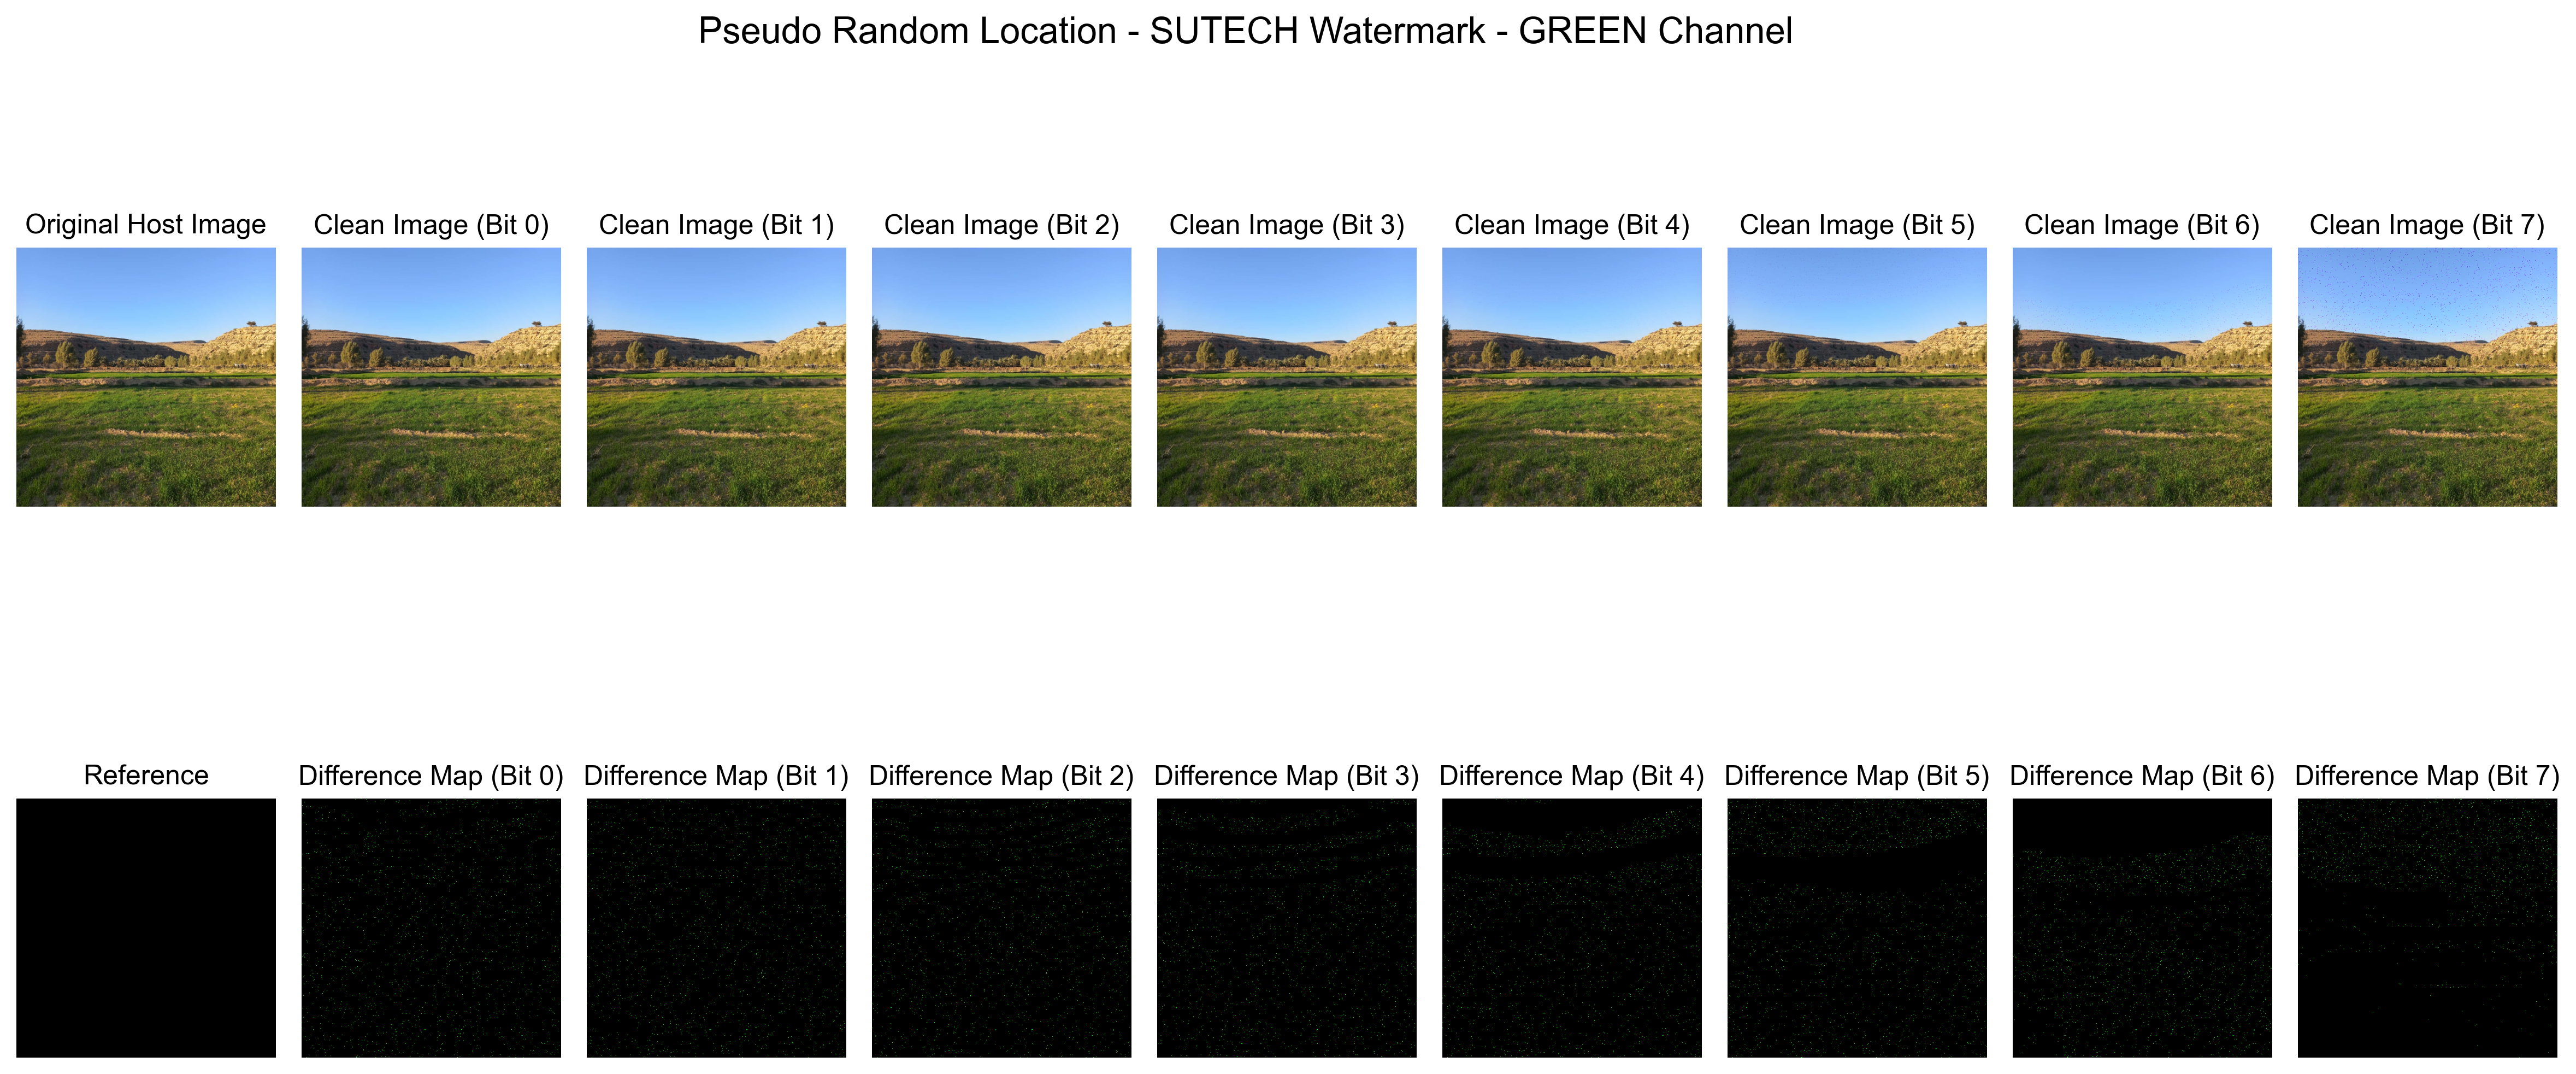 Pseudo Random Location - SUTECH Watermark - GREEN Channel
Original Host Image
Clean Image (Bit 0)
Clean Image (Bit 1)
Clean Image (Bit 2)
Clean Image (Bit 3)
Clean Image (Bit 4)
Clean Image (Bit 5)
Clean Image (Bit 6)
Clean Image (Bit 7)
Reference
Difference Map (Bit 0)
Difference Map (Bit 1)
Difference Map (Bit 2)
Difference Map (Bit 3)
Difference Map (Bit 4)
Difference Map (Bit 5)
Difference Map (Bit 6)
Difference Map (Bit 7)